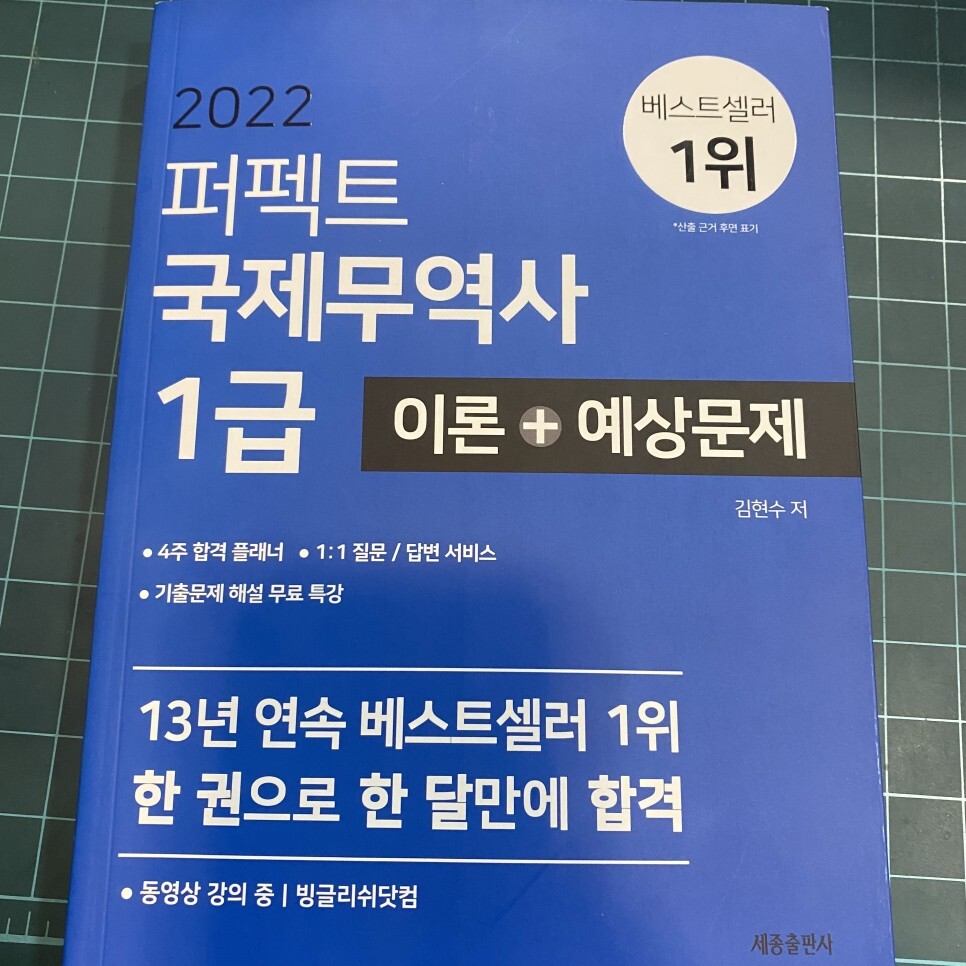 2022
베스트셀러
1위
*산출 근거 후면 표기
퍼펙트
국제무역사
1급
이론 + 예상문제
김현수 저
• 4주 합격 플래너 • 1:1 질문 / 답변 서비스
• 기출문제 해설 무료 특강
13년 연속 베스트셀러 1위
한 권으로 한 달만에 합격
• 동영상 강의 중 | 빙글리쉬닷컴
세종출판사